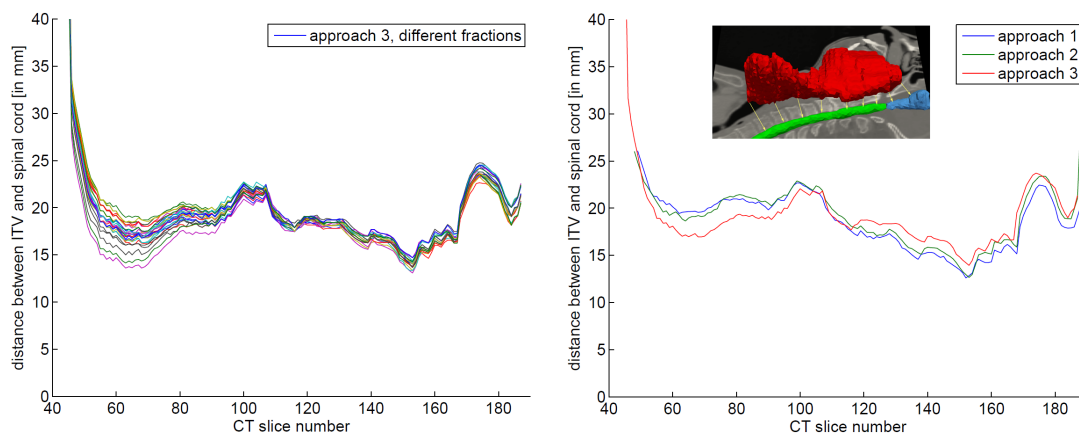 40
35
30
25
20
15
10
5
0
distance between ITV and spinal cord [in mm]
40 60 80 100 120 140 160 180
CT slice number
approach 3, different fractions
40
35
30
25
20
15
10
5
0
distance between ITV and spinal cord [in mm]
40 60 80 100 120 140 160 180
CT slice number
approach 1
approach 2
approach 3